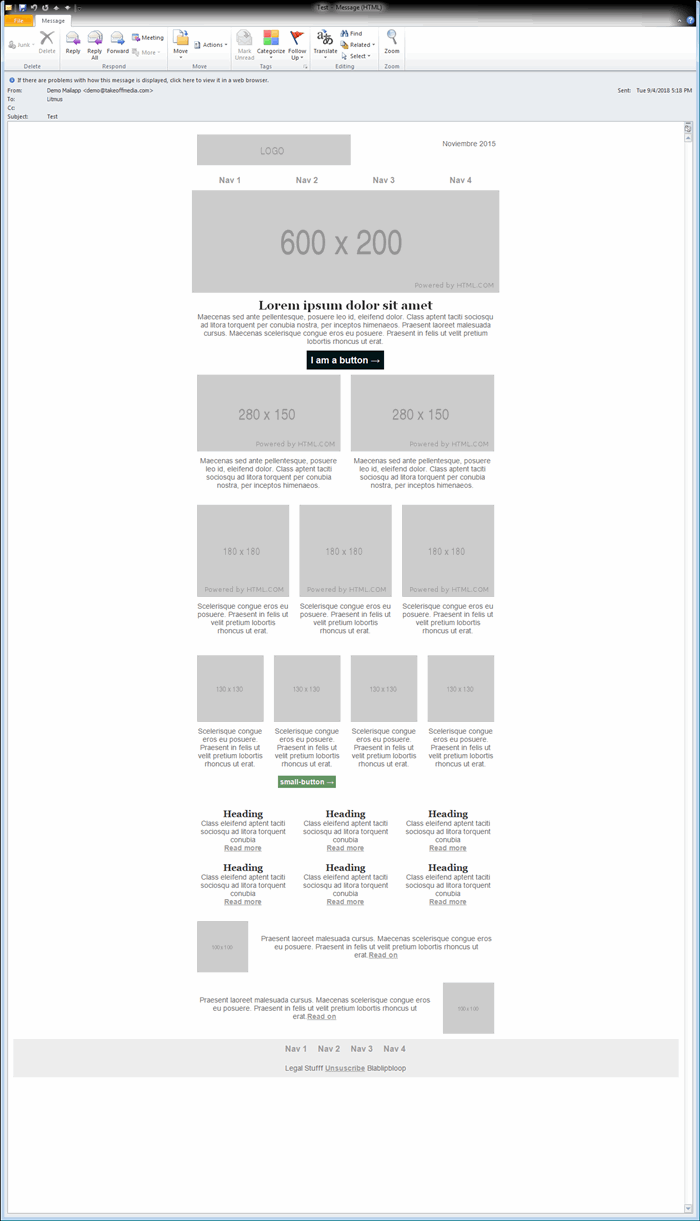 Test - Message (HTML)
File Message
Junk Delete Reply Reply All Forward Meeting More Move Actions Mark Unread Categorize Follow Up Translate Find Related Select Zoom
Delete Respond Move Tags Editing Zoom
If there are problems with how this message is displayed, click here to view it in a web browser.
From: Demo Mailapp <demo@takeoffmedia.com> Sent: Tue 9/4/2018 5:18 PM
To: Litmus
Cc:
Subject: Test
LOGO Noviembre 2015
Nav 1 Nav 2 Nav 3 Nav 4
600 x 200
Powered by HTML.COM
Lorem ipsum dolor sit amet
Maecenas sed ante pellentesque, posuere leo id, eleifend dolor. Class aptent taciti sociosqu
ad litora torquent per conubia nostra, per inceptos himenaeos. Praesent laoreet malesuada
cursus. Maecenas scelerisque congue eros eu posuere. Praesent in felis ut velit pretium
lobortis rhoncus ut erat.
I am a button →
280 x 150
Powered by HTML.COM
Maecenas sed ante pellentesque, posuere
leo id, eleifend dolor. Class aptent taciti
sociosqu ad litora torquent per conubia
nostra, per inceptos himenaeos.
280 x 150
Powered by HTML.COM
Maecenas sed ante pellentesque, posuere
leo id, eleifend dolor. Class aptent taciti
sociosqu ad litora torquent per conubia
nostra, per inceptos himenaeos.
180 x 180
Powered by HTML.COM
Scelerisque congue eros eu
posuere. Praesent in felis ut
velit pretium lobortis
rhoncus ut erat.
180 x 180
Powered by HTML.COM
Scelerisque congue eros eu
posuere. Praesent in felis ut
velit pretium lobortis
rhoncus ut erat.
180 x 180
Powered by HTML.COM
Scelerisque congue eros eu
posuere. Praesent in felis ut
velit pretium lobortis
rhoncus ut erat.
130 x 130
Scelerisque congue
eros eu posuere.
Praesent in felis ut
velit pretium lobortis
rhoncus ut erat.
130 x 130
Scelerisque congue
eros eu posuere.
Praesent in felis ut
velit pretium lobortis
rhoncus ut erat.
small-button →
130 x 130
Scelerisque congue
eros eu posuere.
Praesent in felis ut
velit pretium lobortis
rhoncus ut erat.
130 x 130
Scelerisque congue
eros eu posuere.
Praesent in felis ut
velit pretium lobortis
rhoncus ut erat.
Heading
Class eleifend aptent taciti
sociosqu ad litora torquent
conubia
Read more
Heading
Class eleifend aptent taciti
sociosqu ad litora torquent
conubia
Read more
Heading
Class eleifend aptent taciti
sociosqu ad litora torquent
conubia
Read more
Heading
Class eleifend aptent taciti
sociosqu ad litora torquent
conubia
Read more
Heading
Class eleifend aptent taciti
sociosqu ad litora torquent
conubia
Read more
Heading
Class eleifend aptent taciti
sociosqu ad litora torquent
conubia
Read more
100 x 100
Praesent laoreet malesuada cursus. Maecenas scelerisque congue eros
eu posuere. Praesent in felis ut velit pretium lobortis rhoncus ut
erat.Read on
Praesent laoreet malesuada cursus. Maecenas scelerisque congue eros
eu posuere. Praesent in felis ut velit pretium lobortis rhoncus ut
erat.Read on
100 x 100
Nav 1 Nav 2 Nav 3 Nav 4
Legal Stufff Unsuscribe Blablipbloop